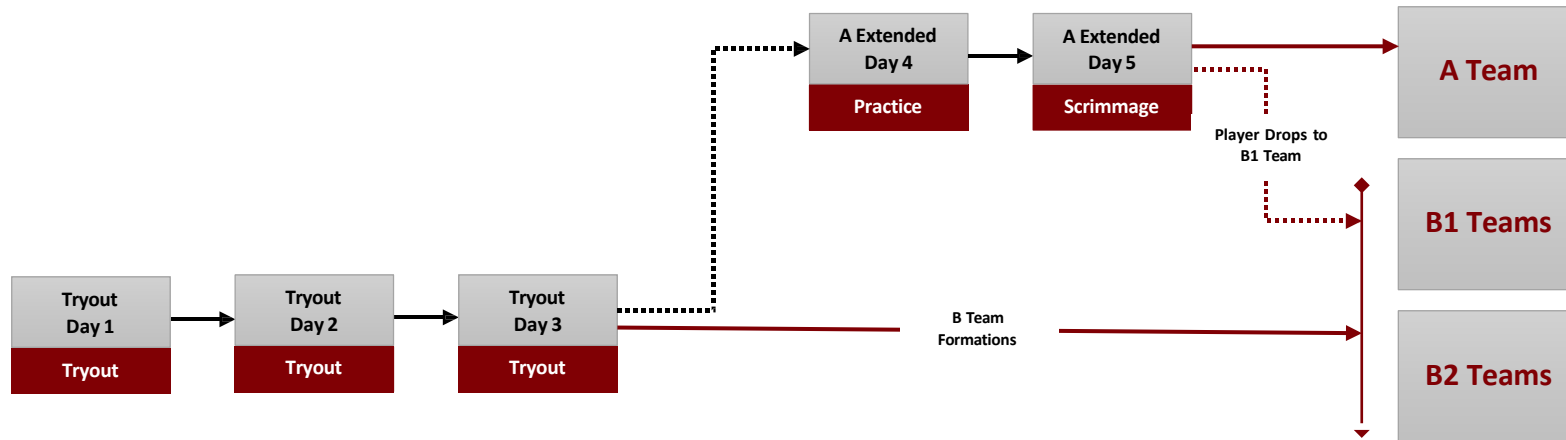 A Extended
Day 4
Practice
A Extended
Day 5
Scrimmage
A Team
Player Drops to
B1 Team
B1 Teams
Tryout
Day 1
Tryout
Tryout
Day 2
Tryout
Tryout
Day 3
Tryout
B Team
Formations
B2 Teams